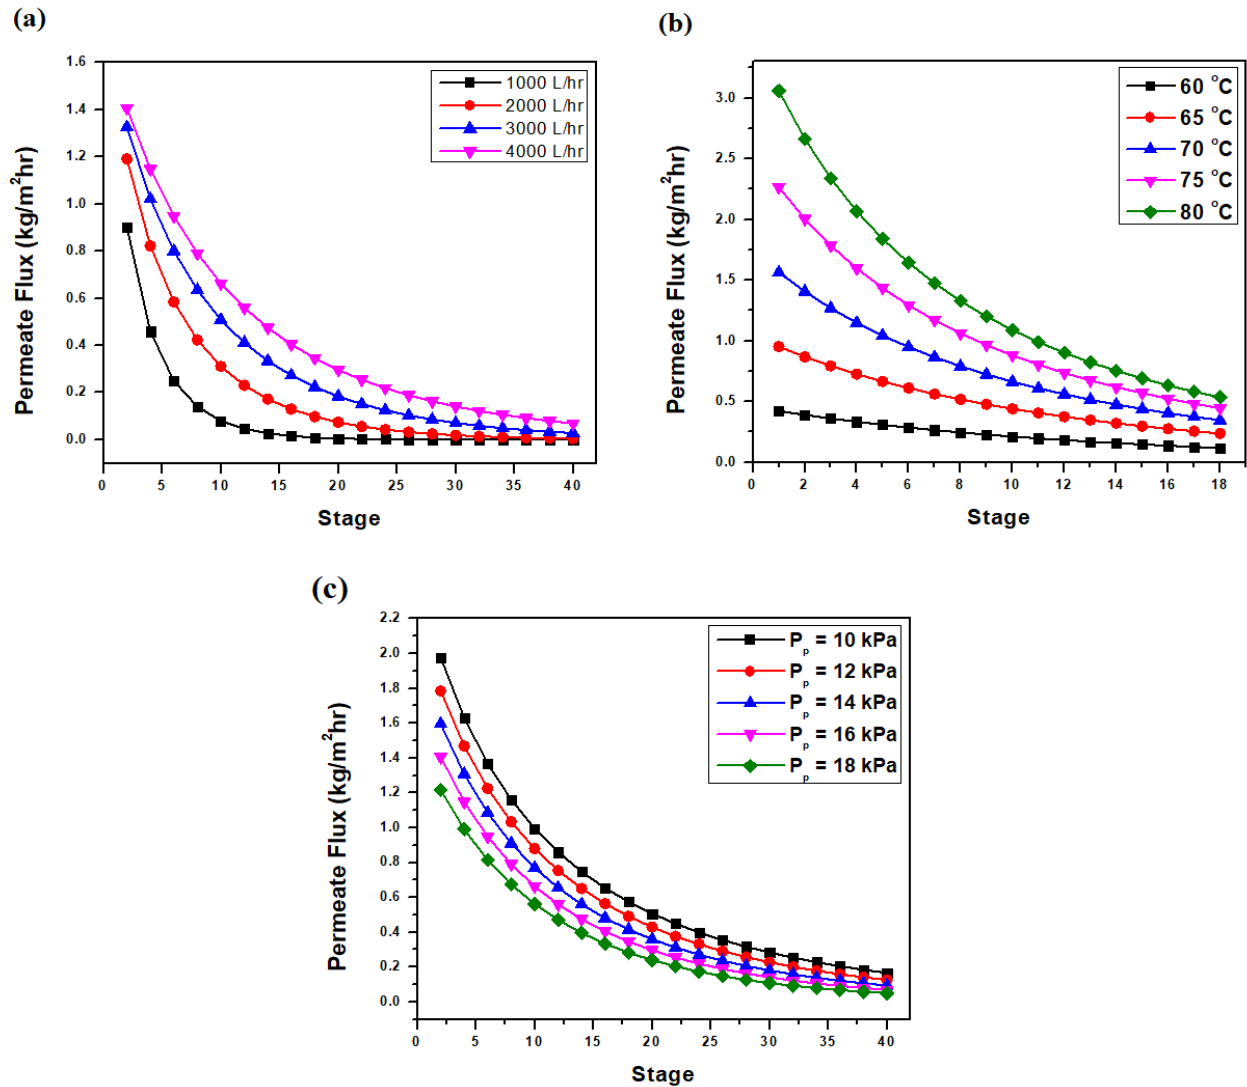 (a)
Permeate Flux (kg/m²hr)
1.6
1.4
1.2
1.0
0.8
0.6
0.4
0.2
0.0
1000 L/hr
2000 L/hr
3000 L/hr
4000 L/hr
0 5 10 15 20 25 30 35 40
Stage
(b)
Permeate Flux (kg/m²hr)
3.0
2.5
2.0
1.5
1.0
0.5
0.0
60 °C
65 °C
70 °C
75 °C
80 °C
0 2 4 6 8 10 12 14 16 18
Stage
(c)
Permeate Flux (kg/m²hr)
2.2
2.0
1.8
1.6
1.4
1.2
1.0
0.8
0.6
0.4
0.2
0.0
Pₚ = 10 kPa
Pₚ = 12 kPa
Pₚ = 14 kPa
Pₚ = 16 kPa
Pₚ = 18 kPa
0 5 10 15 20 25 30 35 40
Stage